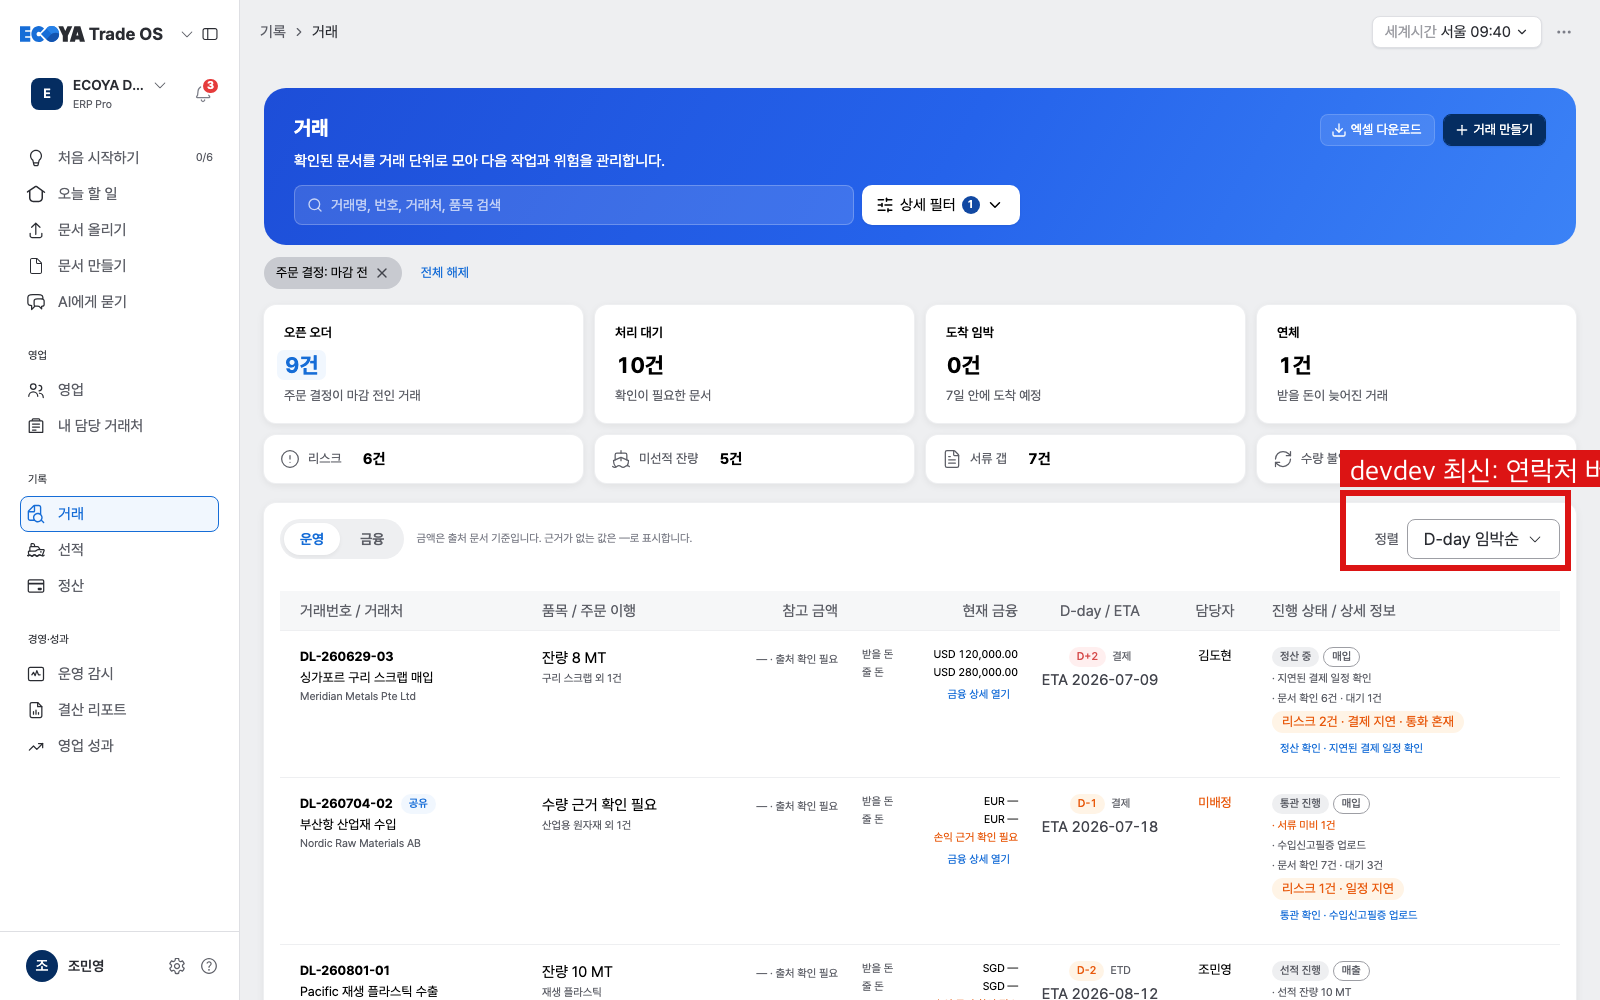 ECOYA Trade OS
E
ECOYA D...
ERP Pro
3
처음 시작하기
0/6
오늘 할 일
문서 올리기
문서 만들기
AI에게 묻기
영업
영업
내 담당 거래처
기록
거래
선적
정산
경영·성과
운영 감시
결산 리포트
영업 성과
조 조민영
기록 > 거래
세계시간 서울 09:40
거래
확인된 문서를 거래 단위로 모아 다음 작업과 위험을 관리합니다.
엑셀 다운로드
+ 거래 만들기
거래명, 번호, 거래처, 품목 검색
상세 필터 1
주문 결정: 마감 전
전체 해제
오픈 오더
9건
주문 결정이 마감 전인 거래
처리 대기
10건
확인이 필요한 문서
도착 임박
0건
7일 안에 도착 예정
연체
1건
받을 돈이 늦어진 거래
리스크 6건
미선적 잔량 5건
서류 갭 7건
수량
devdev 최신: 연락처
운영 금융
금액은 출처 문서 기준입니다. 근거가 없는 값은 —로 표시합니다.
정렬 D-day 임박순
거래번호 / 거래처 품목 / 주문 이행 참고 금액 현재 금융 D-day / ETA 담당자 진행 상태 / 상세 정보
DL-260629-03
싱가포르 구리 스크랩 매입
Meridian Metals Pte Ltd
잔량 8 MT
구리 스크랩 외 1건
— · 출처 확인 필요
받을 돈 USD 120,000.00
줄 돈 USD 280,000.00
금융 상세 열기
D+2 결제
ETA 2026-07-09
김도현
정산 중 매입
· 지연된 결제 일정 확인
· 문서 확인 6건 · 대기 1건
리스크 2건 · 결제 지연 · 통화 혼재
정산 확인 · 지연된 결제 일정 확인
DL-260704-02 공유
부산항 산업재 수입
Nordic Raw Materials AB
수량 근거 확인 필요
산업용 원자재 외 1건
— · 출처 확인 필요
받을 돈 EUR —
줄 돈 EUR —
손익 근거 확인 필요
금융 상세 열기
D-1 결제
ETA 2026-07-18
미배정
통관 진행 매입
· 서류 미비 1건
· 수입신고필증 업로드
· 문서 확인 7건 · 대기 3건
리스크 1건 · 일정 지연
통관 확인 · 수입신고필증 업로드
DL-260801-01
Pacific 재생 플라스틱 수출
잔량 10 MT
재생 플라스틱
— · 출처 확인 필요
받을 돈 SGD —
줄 돈 SGD —
D-2 ETD
ETA 2026-08-12
조민영
선적 진행 매출
· 선적 잔량 10 MT